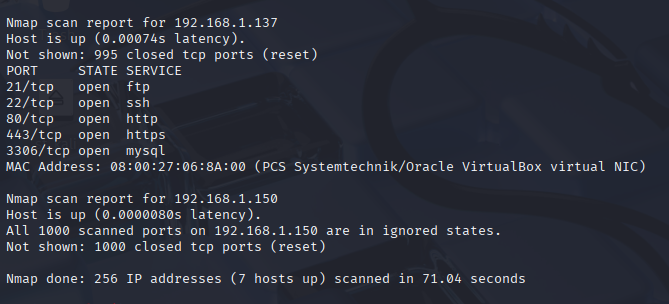 Nmap scan report for 192.168.1.137
Host is up (0.00074s latency).
Not shown: 995 closed tcp ports (reset)
PORT     STATE SERVICE
21/tcp   open  ftp
22/tcp   open  ssh
80/tcp   open  http
443/tcp  open  https
3306/tcp open  mysql
MAC Address: 08:00:27:06:8A:00 (PCS Systemtechnik/Oracle VirtualBox virtual NIC)
Nmap scan report for 192.168.1.150
Host is up (0.0000080s latency).
All 1000 scanned ports on 192.168.1.150 are in ignored states.
Not shown: 1000 closed tcp ports (reset)
Nmap done: 256 IP addresses (7 hosts up) scanned in 71.04 seconds